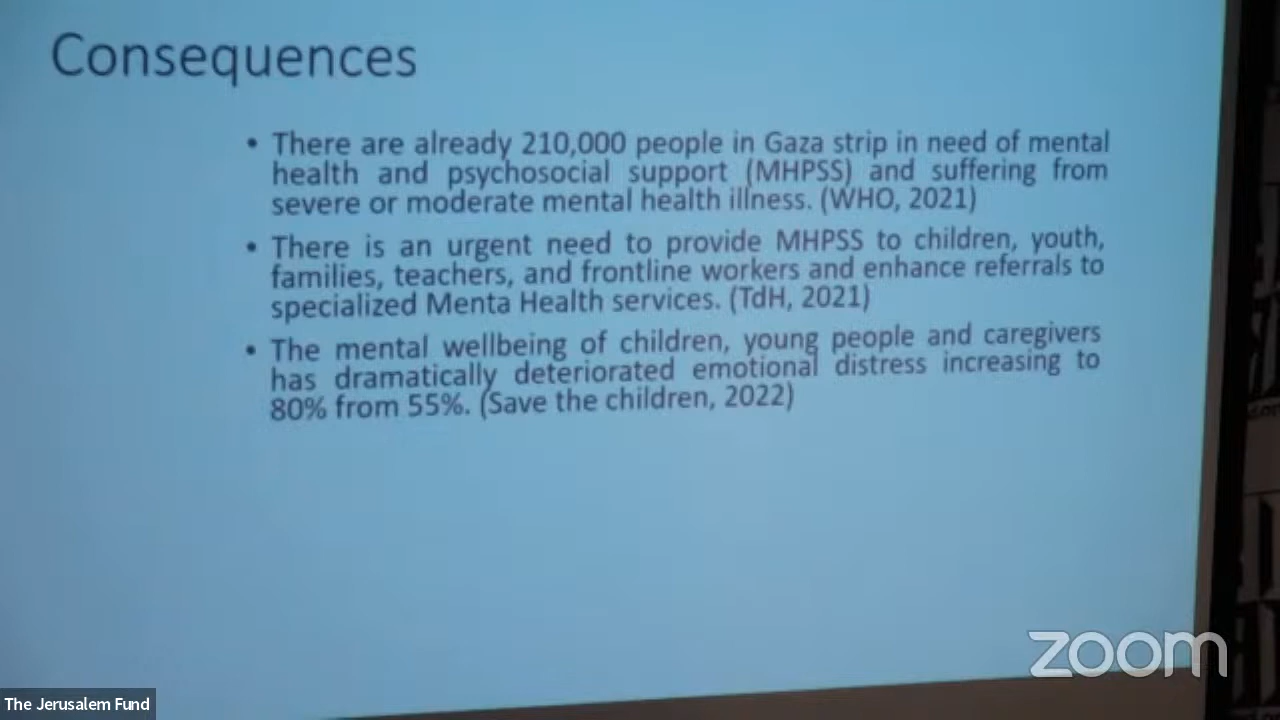 Consequences
• There are already 210,000 people in Gaza strip in need of mental
health and psychosocial support (MHPSS) and suffering from
severe or moderate mental health illness. (WHO, 2021)
• There is an urgent need to provide MHPSS to children, youth,
families, teachers, and frontline workers and enhance referrals to
specialized Menta Health services. (TdH, 2021)
• The mental wellbeing of children, young people and caregivers
has dramatically deteriorated emotional distress increasing to
80% from 55%. (Save the children, 2022)
zoom
The Jerusalem Fund